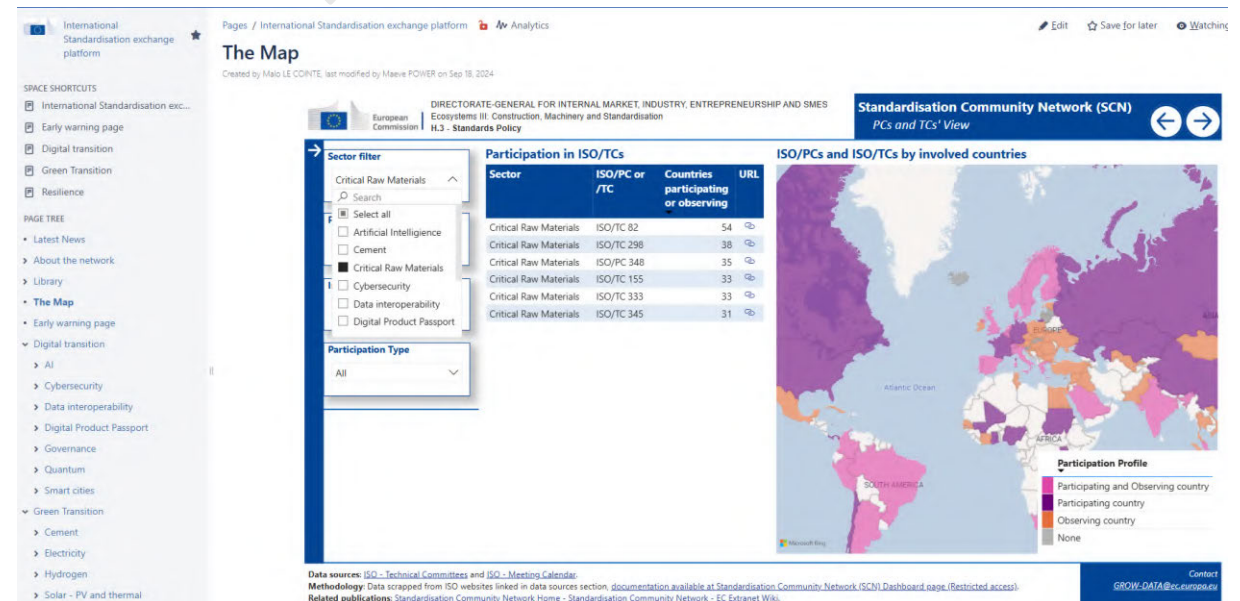 International
Standardisation exchange
platform
SPACE SHORTCUTS
International Standardisation exc...
Early warning page
Digital transition
Green Transition
Resilience
PAGE TREE
Latest News
About the network
Library
The Map
Early warning page
Digital transition
AI
Cybersecurity
Data interoperability
Digital Product Passport
Governance
Quantum
Smart cities
Green Transition
Cement
Electricity
Hydrogen
Solar - PV and thermal
Pages / International Standardisation exchange platform Analytics
Edit Save for later Watching
The Map
Created by Malo LE COINTE, last modified by Maeve POWER on Sep 18, 2024
European
Commission
DIRECTORATE-GENERAL FOR INTERNAL MARKET, INDUSTRY, ENTREPRENEURSHIP AND SMES
Ecosystems III. Construction, Machinery and Standardisation
H.3 - Standards Policy
Standardisation Community Network (SCN)
PCs and TCs' View
Sector filter
Critical Raw Materials
Search
Select all
Artificial Intelligience
Cement
Critical Raw Materials
Cybersecurity
Data interoperability
Digital Product Passport
Participation Type
All
Participation in ISO/TCs
Sector ISO/PC or /TC Countries participating or observing URL
Critical Raw Materials ISO/TC 82 54
Critical Raw Materials ISO/TC 298 38
Critical Raw Materials ISO/PC 348 35
Critical Raw Materials ISO/TC 155 33
Critical Raw Materials ISO/TC 333 33
Critical Raw Materials ISO/TC 345 31
ISO/PCs and ISO/TCs by involved countries
EUROPE
ASIA
Atlantic Ocean
AFRICA
SOUTH AMERICA
Microsoft Bing
Participation Profile
Participating and Observing country
Participating country
Observing country
None
Data sources: ISO - Technical Committees and ISO - Meeting Calendar.
Methodology: Data scrapped from ISO websites linked in data sources section, documentation available at Standardisation Community Network (SCN) Dashboard page (Restricted access).
Related publications: Standardisation Community Network Home - Standardisation Community Network - EC Extranet Wiki.
Contact
GROW-DATA@ec.europa.eu